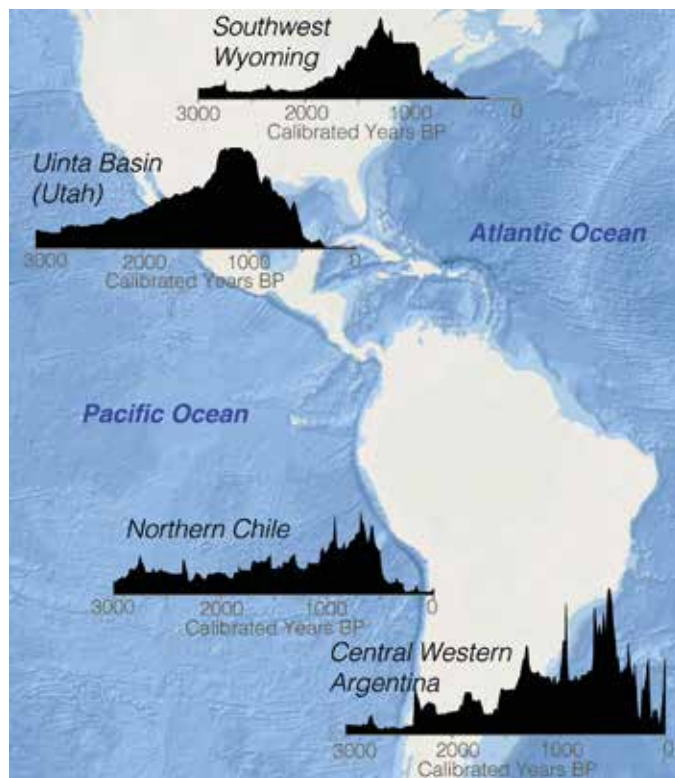 Southwest
Wyoming
3000 2000 1000 0
Calibrated Years BP
Uinta Basin
(Utah)
3000 2000 1000 0
Calibrated Years BP
Atlantic Ocean
Pacific Ocean
Northern Chile
3000 2000 1000 0
Calibrated Years BP
Central Western
Argentina
3000 2000 1000 0
Calibrated Years BP